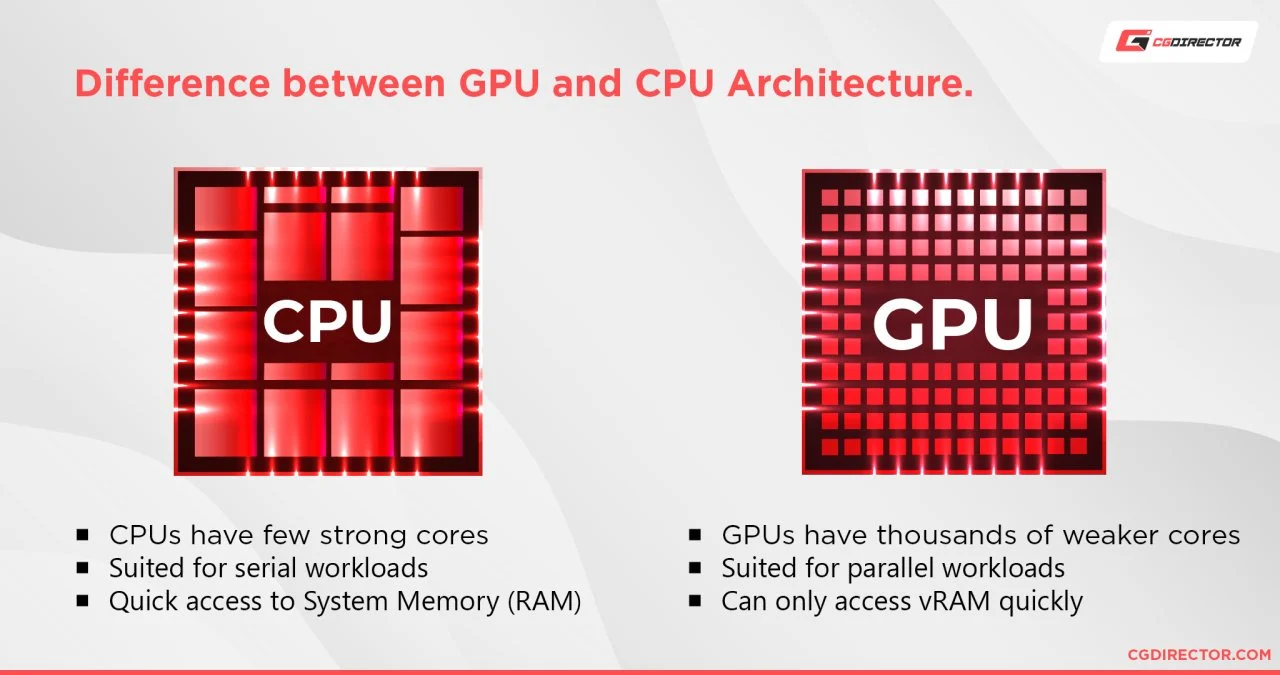 CGDIRECTOR
Difference between GPU and CPU Architecture.
CPU
GPU
■ CPUs have few strong cores
■ Suited for serial workloads
■ Quick access to System Memory (RAM)
■ GPUs have thousands of weaker cores
■ Suited for parallel workloads
■ Can only access vRAM quickly
CGDIRECTOR.COM